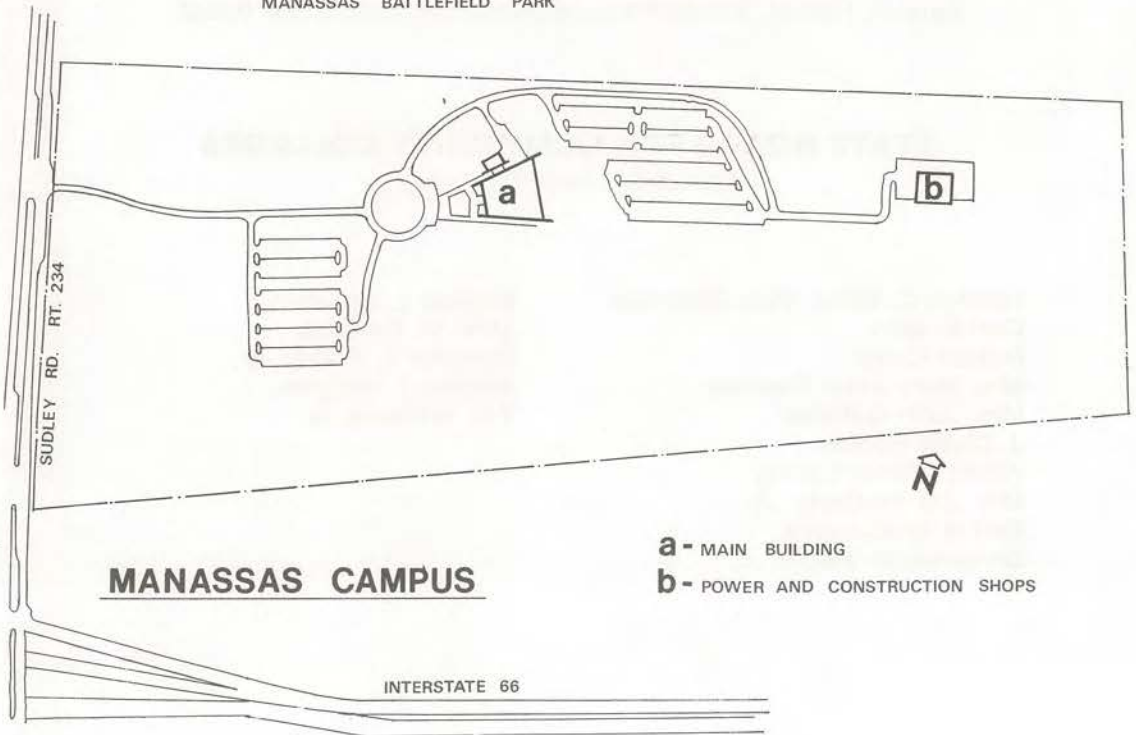 MANASSAS BATTLEFIELD PARK
a
b
SUDLEY RD. RT. 234
N
a - MAIN BUILDING
b - POWER AND CONSTRUCTION SHOPS
MANASSAS CAMPUS
INTERSTATE 66